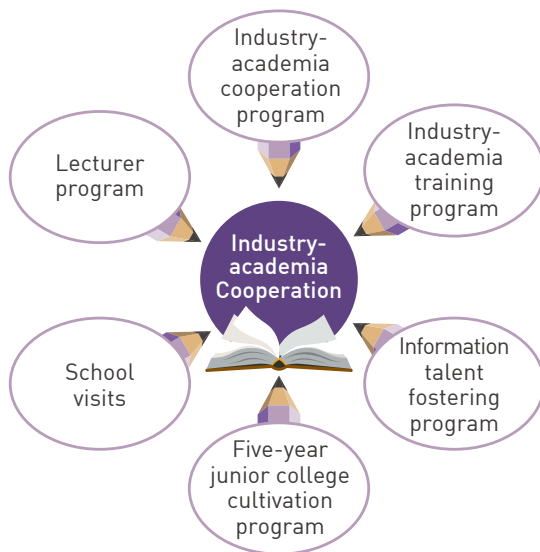 Industry-
academia
cooperation
program
Lecturer
program
Industry-
academia
training
program
Industry-
academia
Cooperation
School
visits
Information
talent
fostering
program
Five-year
junior college
cultivation
program